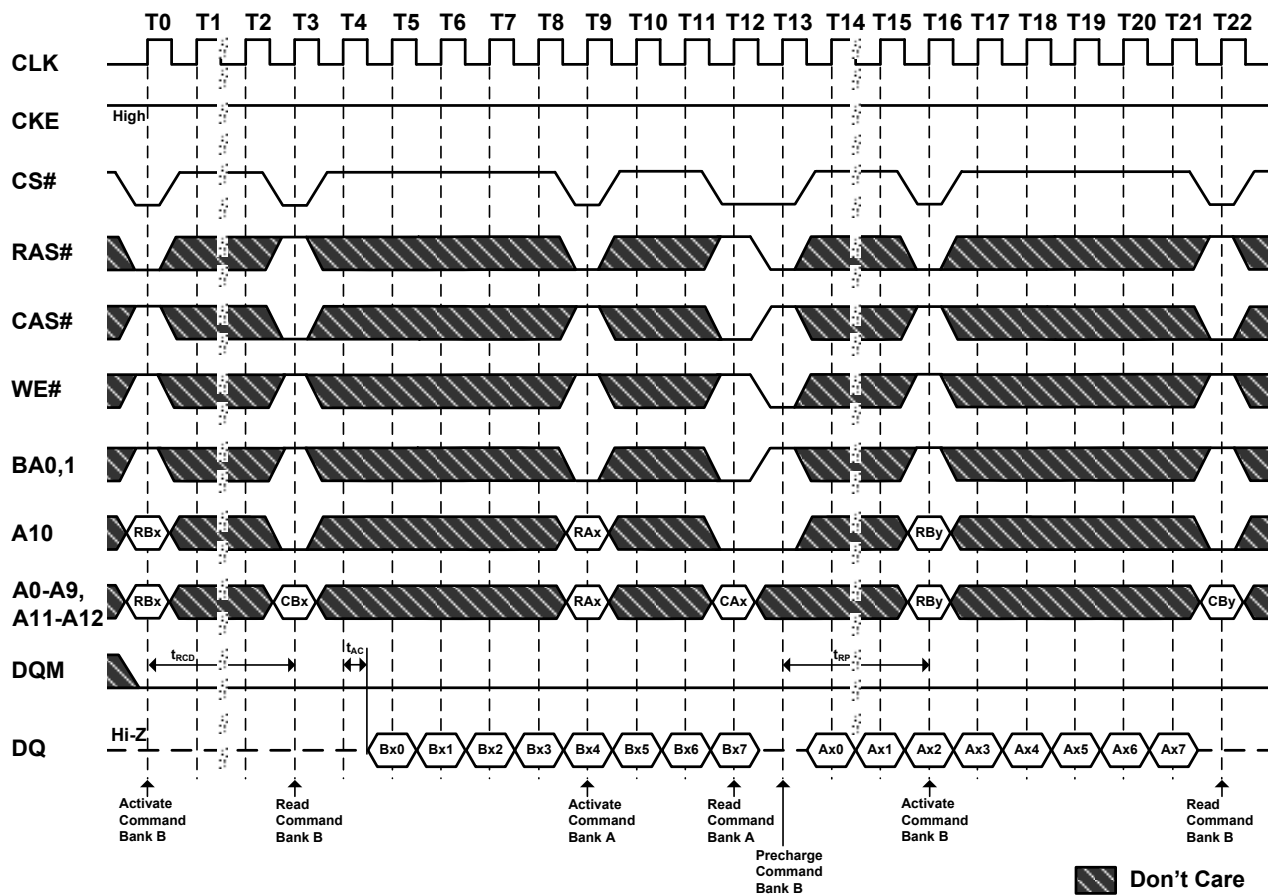 T0 T1 T2 T3 T4 T5 T6 T7 T8 T9 T10 T11 T12 T13 T14 T15 T16 T17 T18 T19 T20 T21 T22
CLK
CKE High
CS#
RAS#
CAS#
WE#
BA0,1
A10 RBx RAx RBy
A0-A9, A11-A12 RBx CBx RAx CAx RBy CBy
tRCD tAC tRP
DQM
DQ Hi-Z Bx0 Bx1 Bx2 Bx3 Bx4 Bx5 Bx6 Bx7 Ax0 Ax1 Ax2 Ax3 Ax4 Ax5 Ax6 Ax7
Activate Command Bank B
Read Command Bank B
Activate Command Bank A
Read Command Bank A
Precharge Command Bank B
Activate Command Bank B
Read Command Bank B
Don't Care